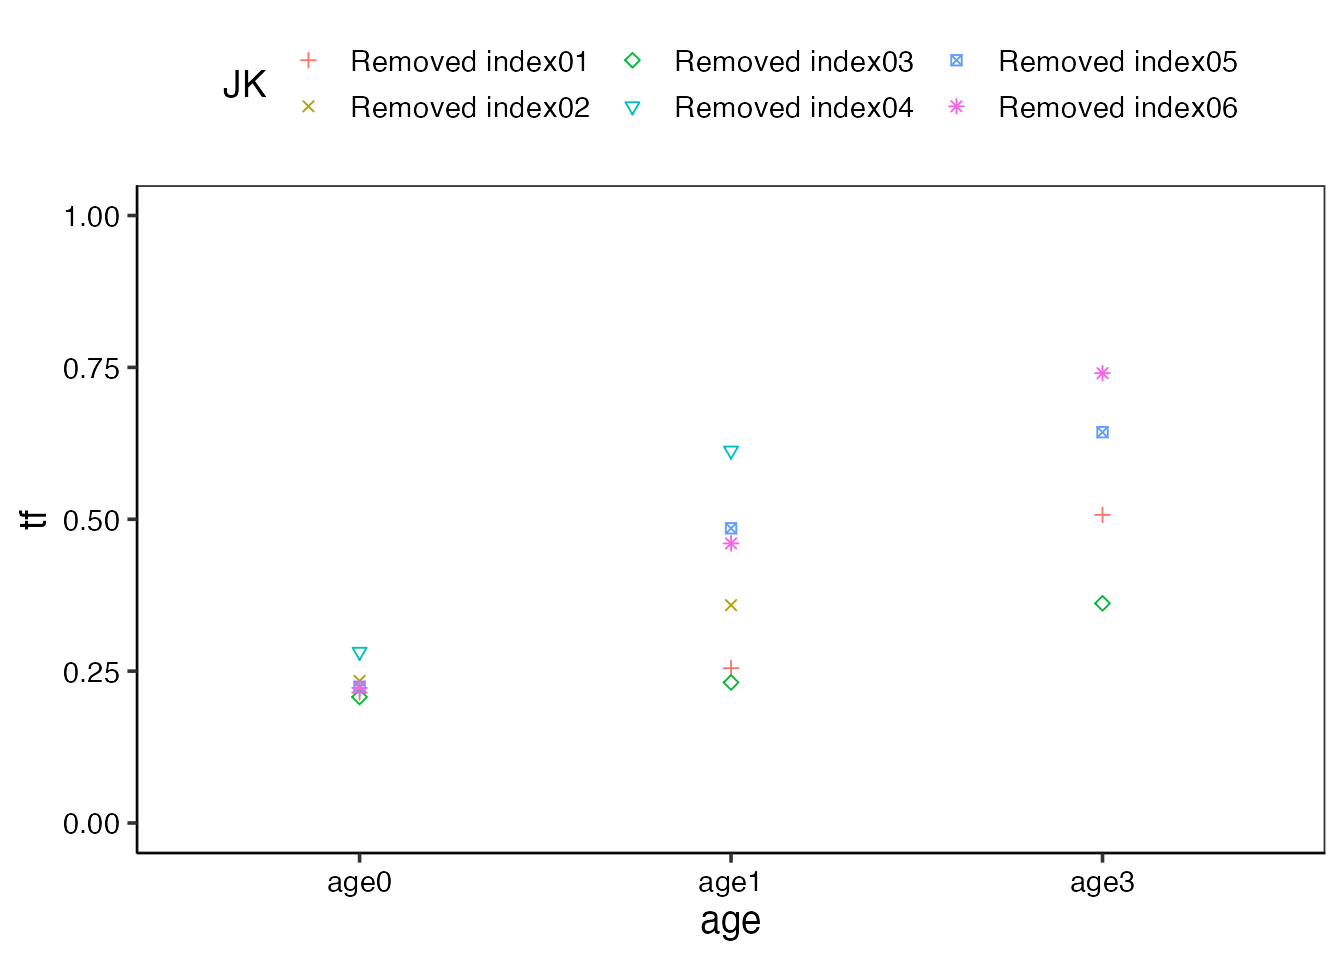 JK
Removed index01
Removed index03
Removed index05
Removed index02
Removed index04
Removed index06
1.00
0.75
0.50
0.25
0.00
tf
age0
age1
age3
age